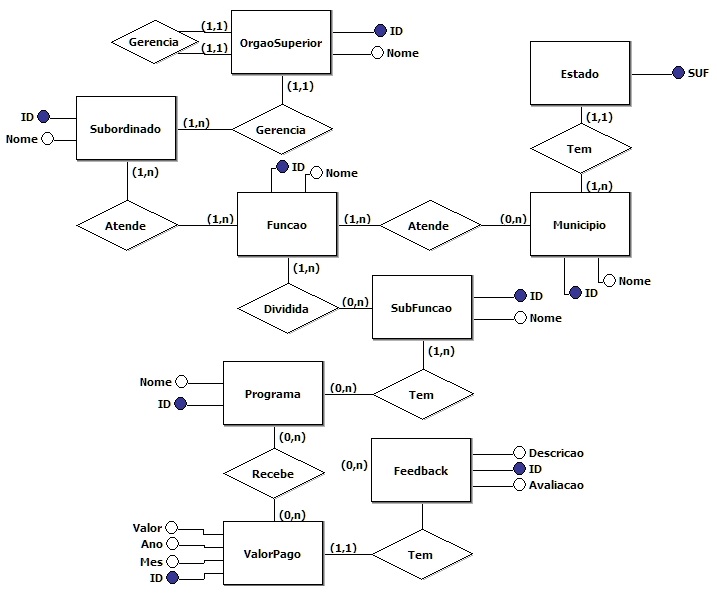 (1,1)
ID
Gerencia
OrgaoSuperior
(1,1)
Nome
Estado
SUF
(1,1)
ID
Subordinado
(1,n)
Gerencia
Nome
(1,1)
Tem
(1,n)
ID
Nome
(1,n)
Atende
(1,n)
Funcao
(1,n)
Atende
(0,n)
Municipio
(1,n)
Nome
ID
Dividida
(0,n)
SubFuncao
ID
Nome
(1,n)
Nome
ID
Programa
(0,n)
Tem
(0,n)
Recebe
(0,n)
Feedback
Descricao
ID
Avaliacao
(0,n)
Valor
Ano
Mes
ID
ValorPago
(1,1)
Tem